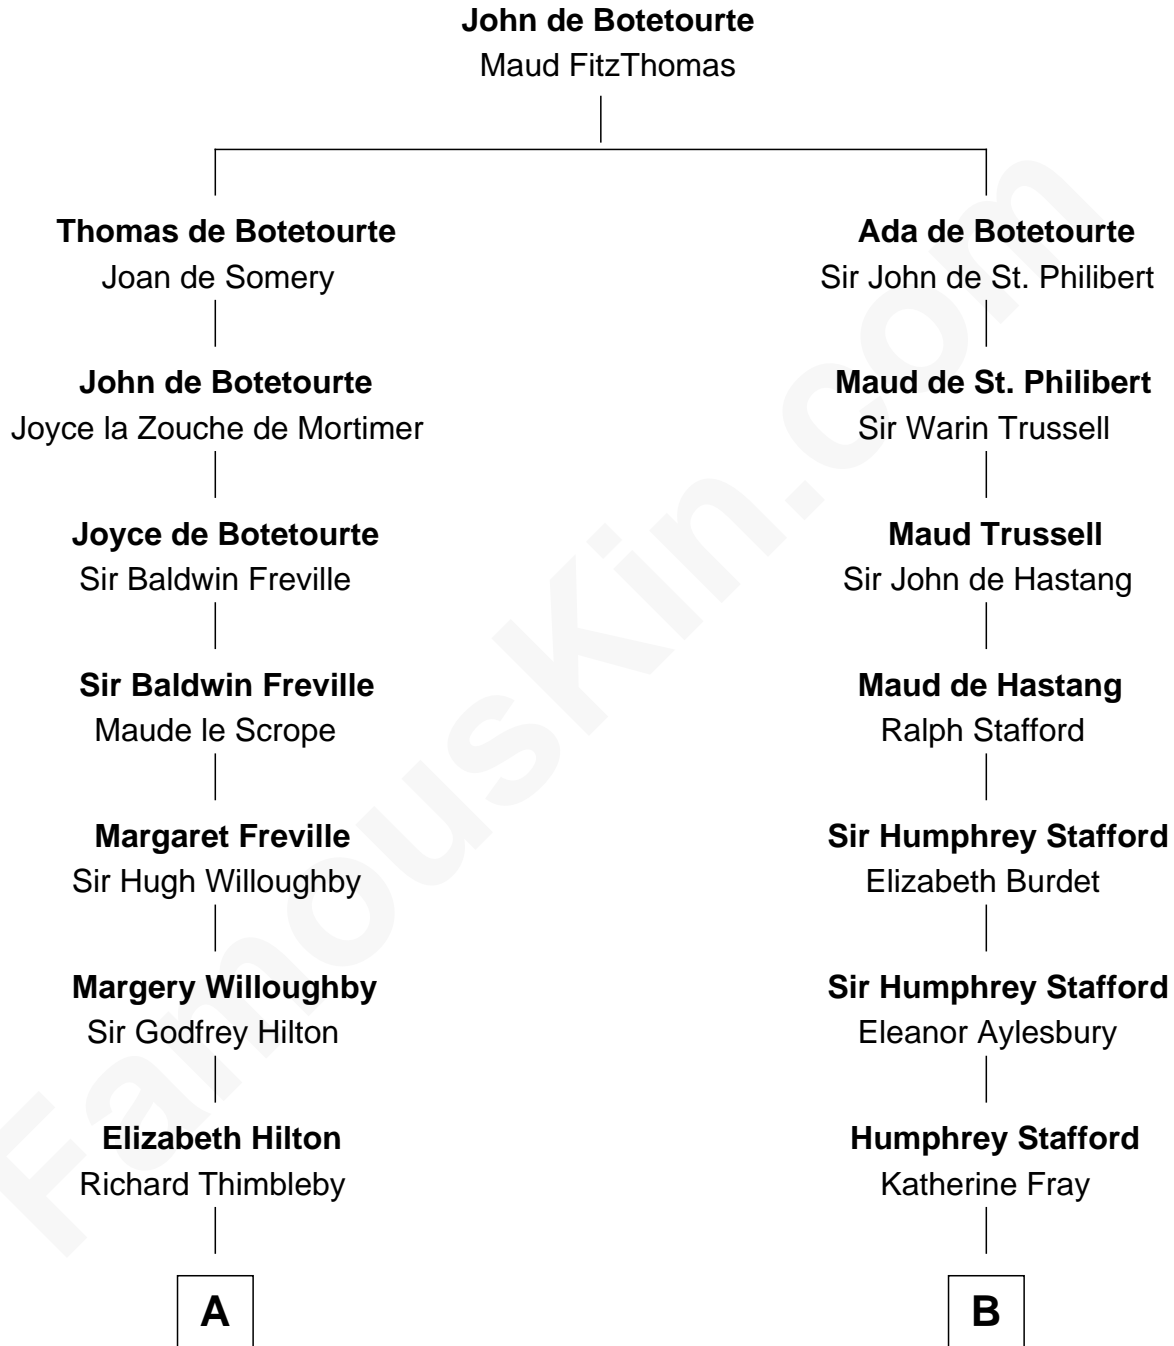 John de Botetourte
Maud FitzThomas
Thomas de Botetourte
Joan de Somery
Ada de Botetourte
Sir John de St. Philibert
John de Botetourte
Joyce la Zouche de Mortimer
Maud de St. Philibert
Sir Warin Trussell
Joyce de Botetourte
Sir Baldwin Freville
Maud Trussell
Sir John de Hastang
Sir Baldwin Freville
Maude le Scrope
Maud de Hastang
Ralph Stafford
Margaret Freville
Sir Hugh Willoughby
Sir Humphrey Stafford
Elizabeth Burdet
Margery Willoughby
Sir Godfrey Hilton
Sir Humphrey Stafford
Eleanor Aylesbury
Elizabeth Hilton
Richard Thimbleby
Humphrey Stafford
Katherine Fray
A
B
FamousKin.com